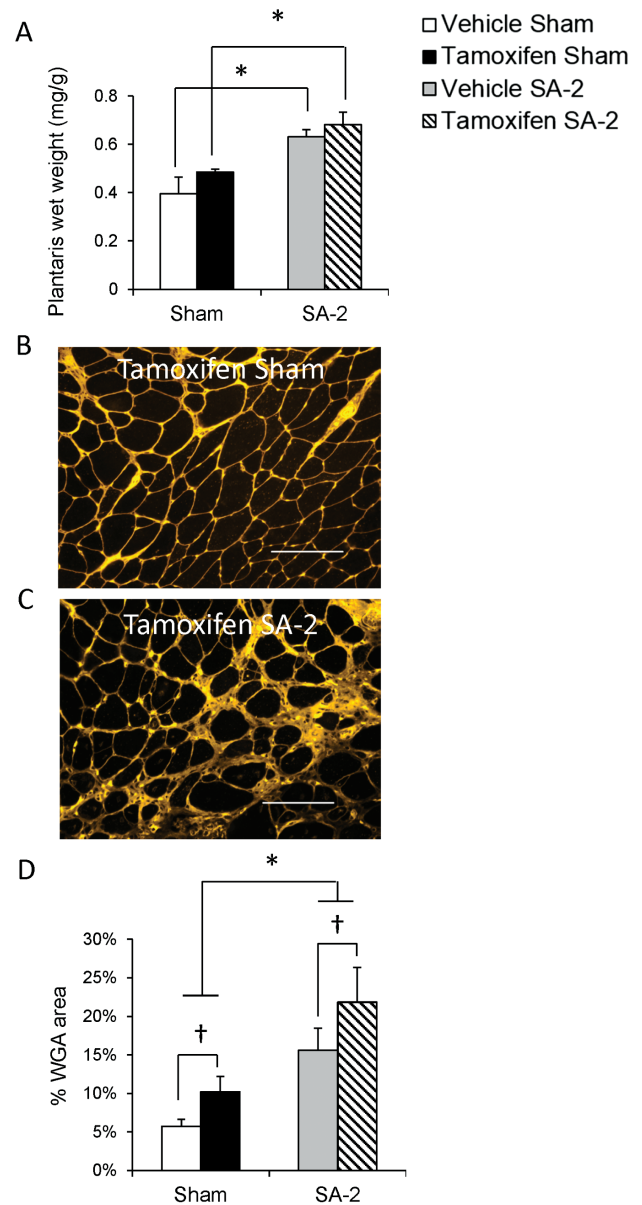 A
*
*
Vehicle Sham
Tamoxifen Sham
Vehicle SA-2
Tamoxifen SA-2
Plantaris wet weight (mg/g)
0.8
0.6
0.4
0.2
0
Sham SA-2
B
Tamoxifen Sham
C
Tamoxifen SA-2
D
*
†
†
% WGA area
30%
25%
20%
15%
10%
5%
0%
Sham SA-2